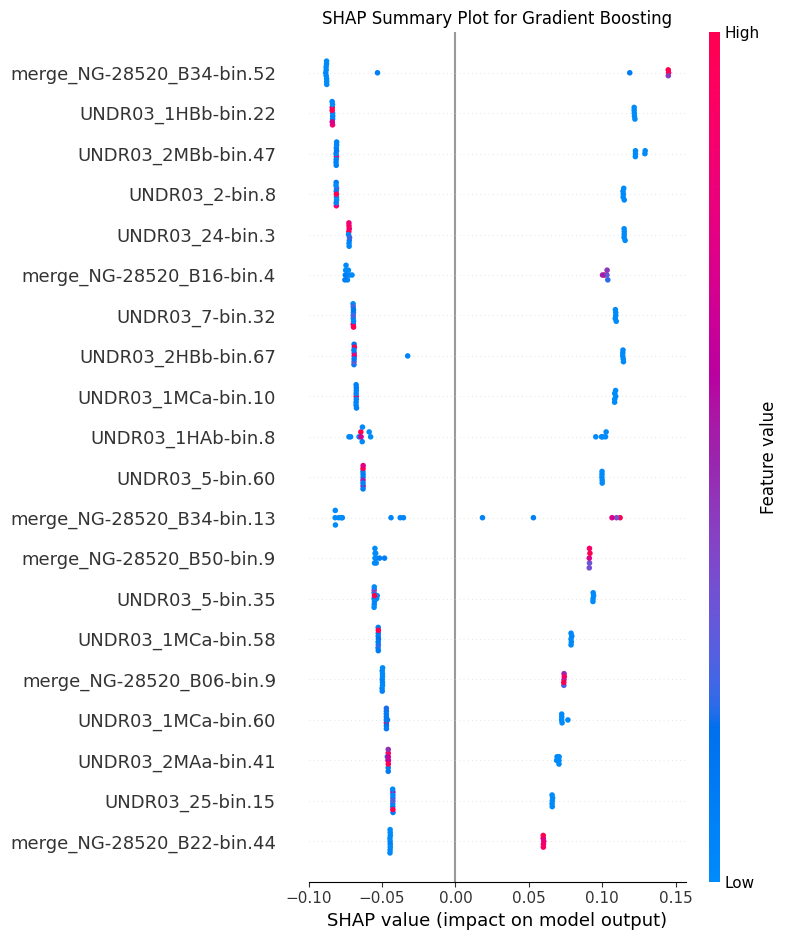 SHAP Summary Plot for Gradient Boosting
High
merge_NG-28520_B34-bin.52
UNDR03_1HBb-bin.22
UNDR03_2MBb-bin.47
UNDR03_2-bin.8
UNDR03_24-bin.3
merge_NG-28520_B16-bin.4
UNDR03_7-bin.32
UNDR03_2HBb-bin.67
UNDR03_1MCa-bin.10
UNDR03_1HAb-bin.8
UNDR03_5-bin.60
merge_NG-28520_B34-bin.13
merge_NG-28520_B50-bin.9
UNDR03_5-bin.35
UNDR03_1MCa-bin.58
merge_NG-28520_B06-bin.9
UNDR03_1MCa-bin.60
UNDR03_2MAa-bin.41
UNDR03_25-bin.15
merge_NG-28520_B22-bin.44
Feature value
Low
−0.10 −0.05 0.00 0.05 0.10 0.15
SHAP value (impact on model output)